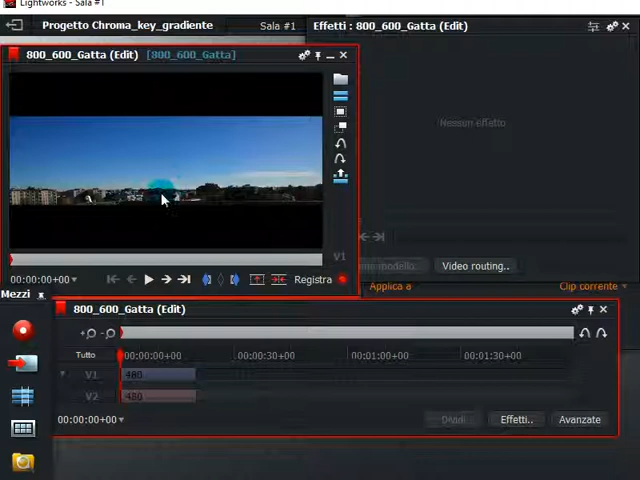 Lightworks - Sala #1
Progetto Chroma_key_gradiente
Sala #1
Effetti : 800_600_Gatta (Edit)
800_600_Gatta (Edit) [800_600_Gatta]
Nessun effetto
V1
Video routing..
00:00:00+00
Registra
Applica a
Clip corrente
Mezzi
800_600_Gatta (Edit)
Tutto
00:00:00+00
00:00:30+00
00:01:00+00
00:01:30+00
V1
480
V2
480
00:00:00+00
Dividi
Effetti..
Avanzate